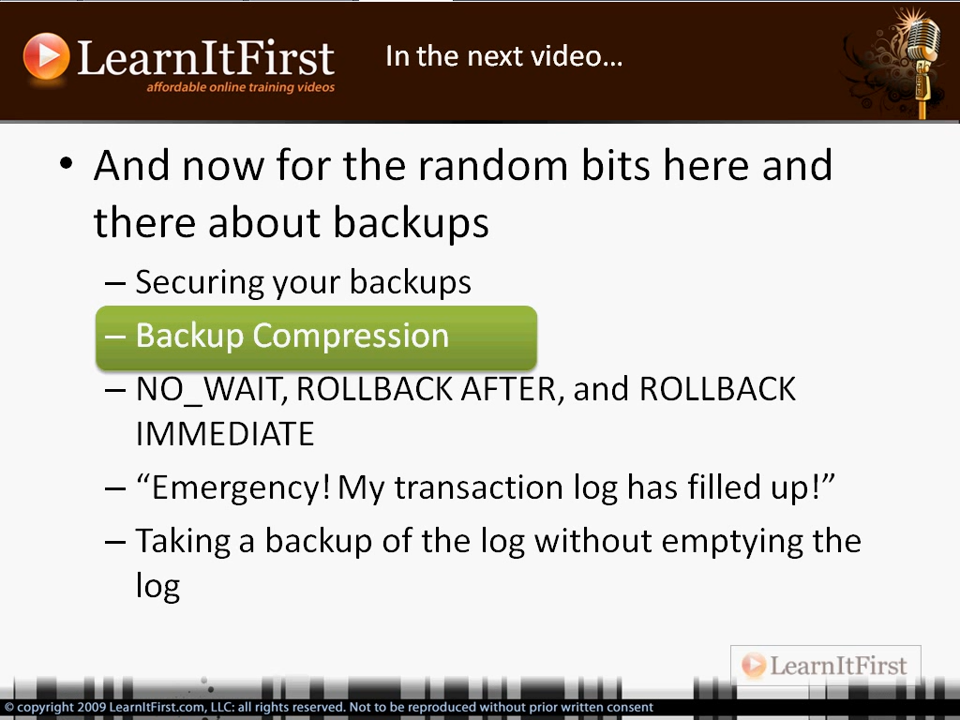 LearnItFirst
affordable online training videos
In the next video…
• And now for the random bits here and
there about backups
– Securing your backups
– Backup Compression
– NO_WAIT, ROLLBACK AFTER, and ROLLBACK
IMMEDIATE
– “Emergency! My transaction log has filled up!”
– Taking a backup of the log without emptying the
log
LearnItFirst
© copyright 2009 LearnItFirst.com, LLC: all rights reserved. Not to be reproduced without prior written consent